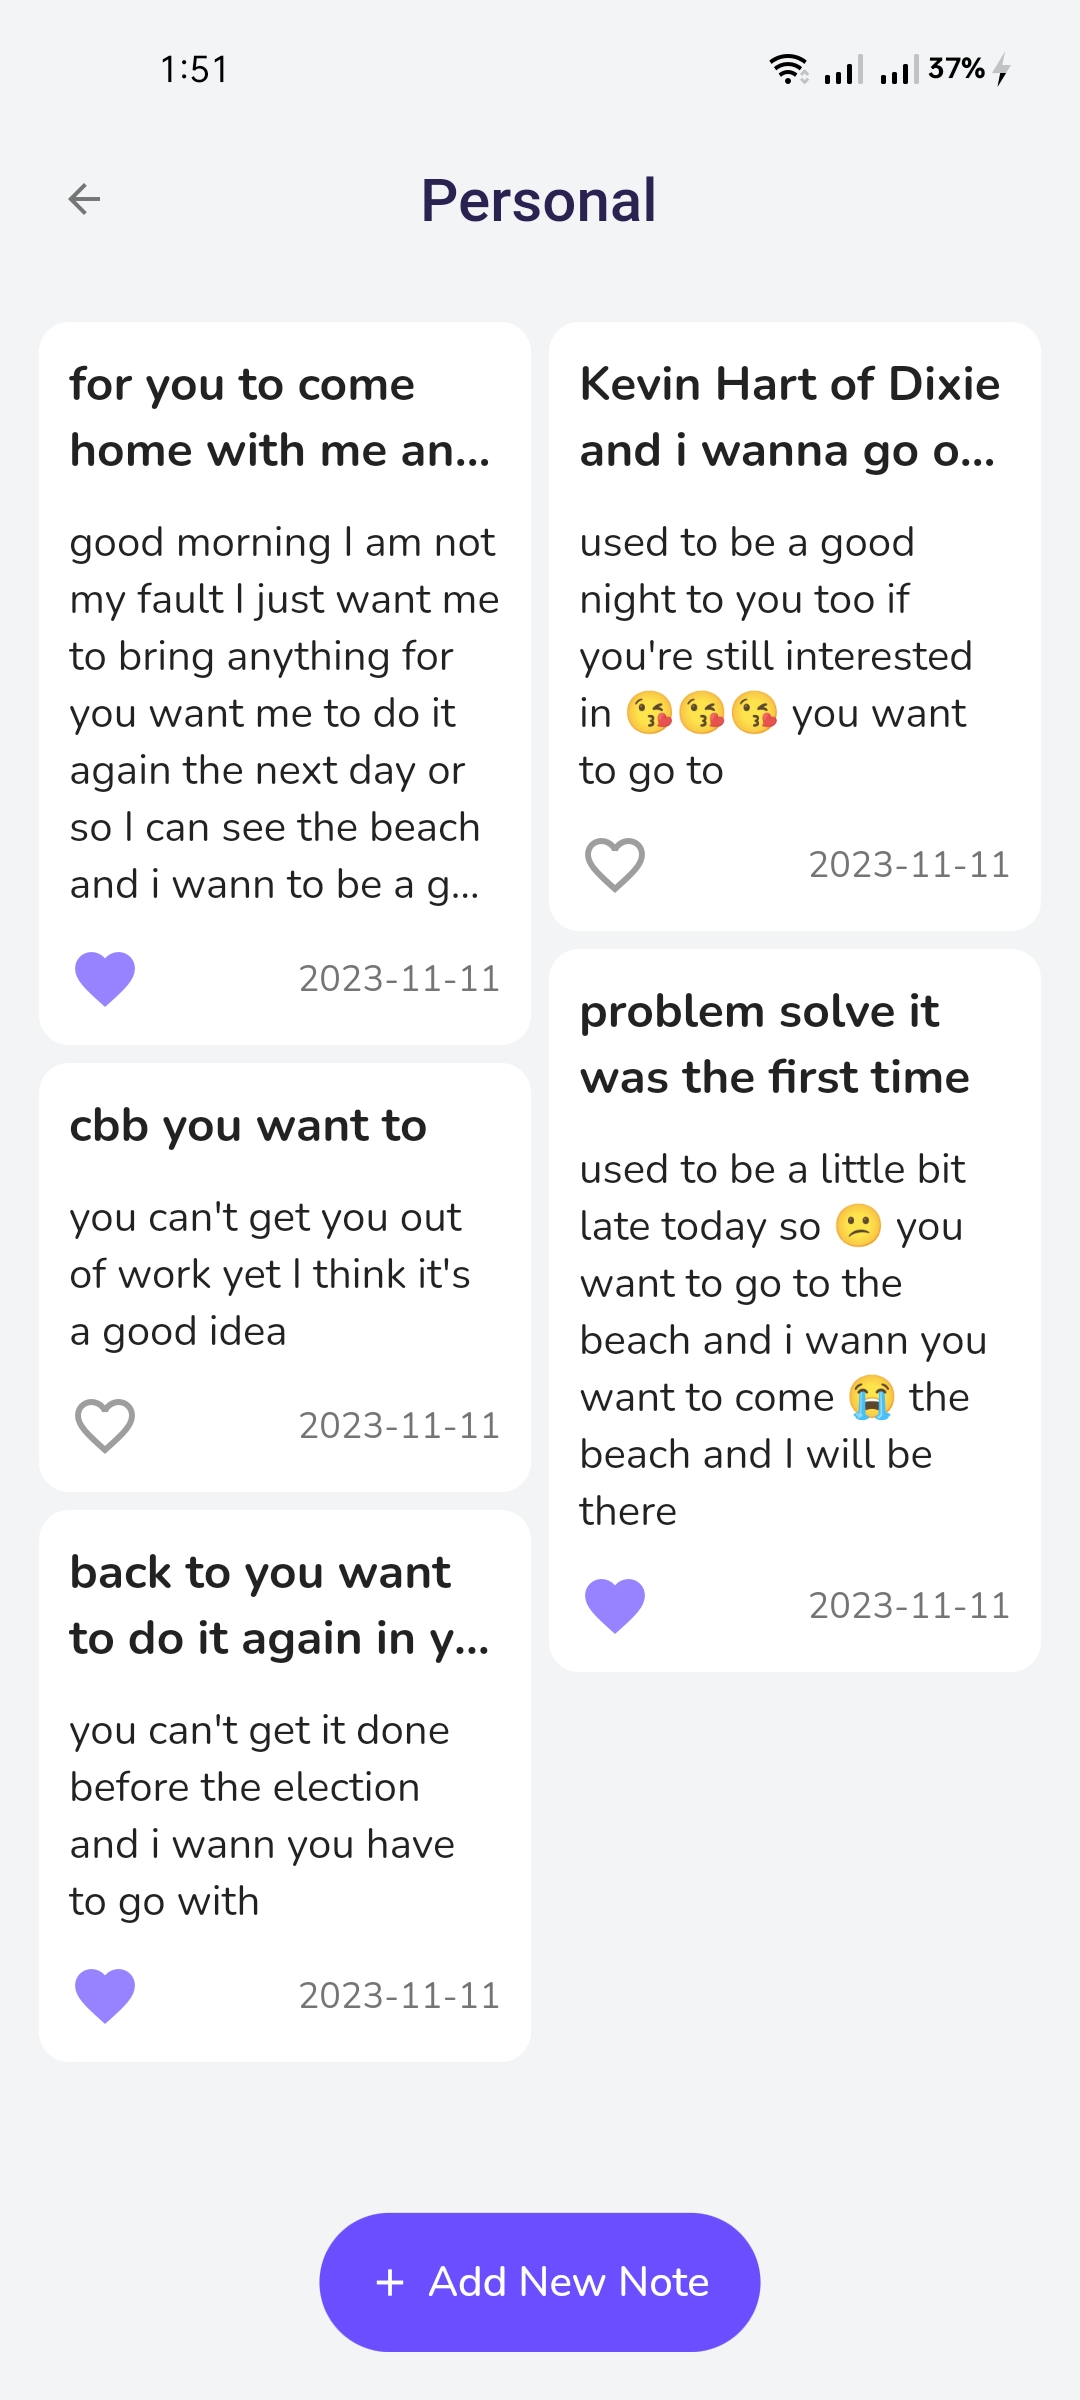 1:51
37%
Personal
for you to come
home with me an...
good morning I am not
my fault I just want me
to bring anything for
you want me to do it
again the next day or
so I can see the beach
and i wann to be a g...
2023-11-11
Kevin Hart of Dixie
and i wanna go o...
used to be a good
night to you too if
you're still interested
in 😘😘😘 you want
to go to
2023-11-11
cbb you want to
you can't get you out
of work yet I think it's
a good idea
2023-11-11
problem solve it
was the first time
used to be a little bit
late today so 😕 you
want to go to the
beach and i wann you
want to come 😭 the
beach and I will be
there
2023-11-11
back to you want
to do it again in y...
you can't get it done
before the election
and i wann you have
to go with
2023-11-11
+ Add New Note